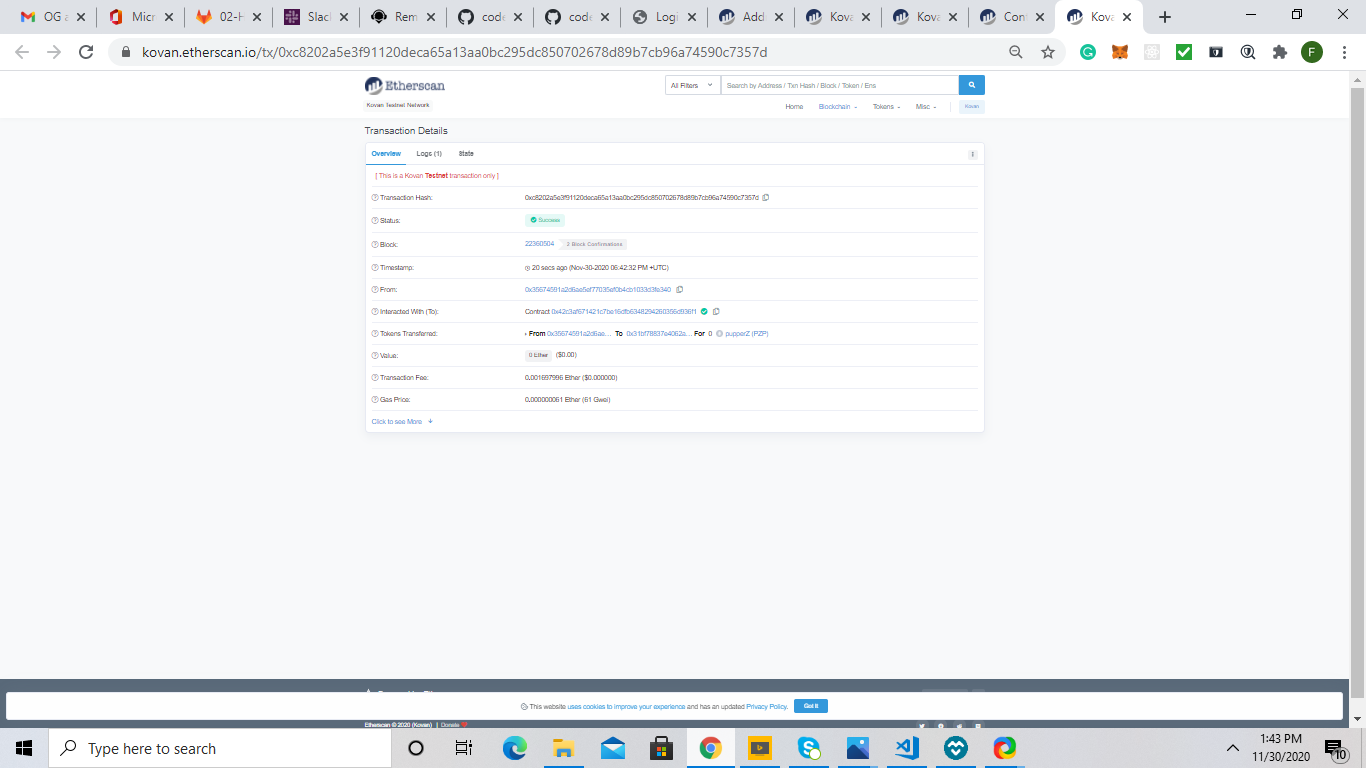 OG a
Micr
02-H
Slac
Rem
code
code
Logi
Add
Kova
Kova
Cont
Kova
kovan.etherscan.io/tx/0xc8202a5e3f91120deca65a13aa0bc295dc850702678d89b7cb96a74590c7357d
F
Etherscan
All Filters
Search by Address / Txn Hash / Block / Token / Ens
Kovan Testnet Network
Home Blockchain Tokens Misc Kovan
Transaction Details
Overview Logs (1) State
[ This is a Kovan Testnet transaction only ]
Transaction Hash: 0xc8202a5e3f91120deca65a13aa0bc295dc850702678d89b7cb96a74590c7357d
Status: Success
Block: 22360504 2 Block Confirmations
Timestamp: 20 secs ago (Nov-30-2020 06:42:32 PM +UTC)
From: 0x35674591a2d6ae5ef77035ef0b4cb1033d3fe340
Interacted With (To): Contract 0x42c3af671421c7be16dfb6348294260356d936f1
Tokens Transferred: From 0x35674591a2d6ae... To 0x31bf78837e4062a... For 0 pupperZ (PZP)
Value: 0 Ether ($0.00)
Transaction Fee: 0.001697996 Ether ($0.000000)
Gas Price: 0.000000061 Ether (61 Gwei)
Click to see More
This website uses cookies to improve your experience and has an updated Privacy Policy. Got It
Etherscan © 2020 (Kovan) | Donate
Type here to search
1:43 PM
11/30/2020
10